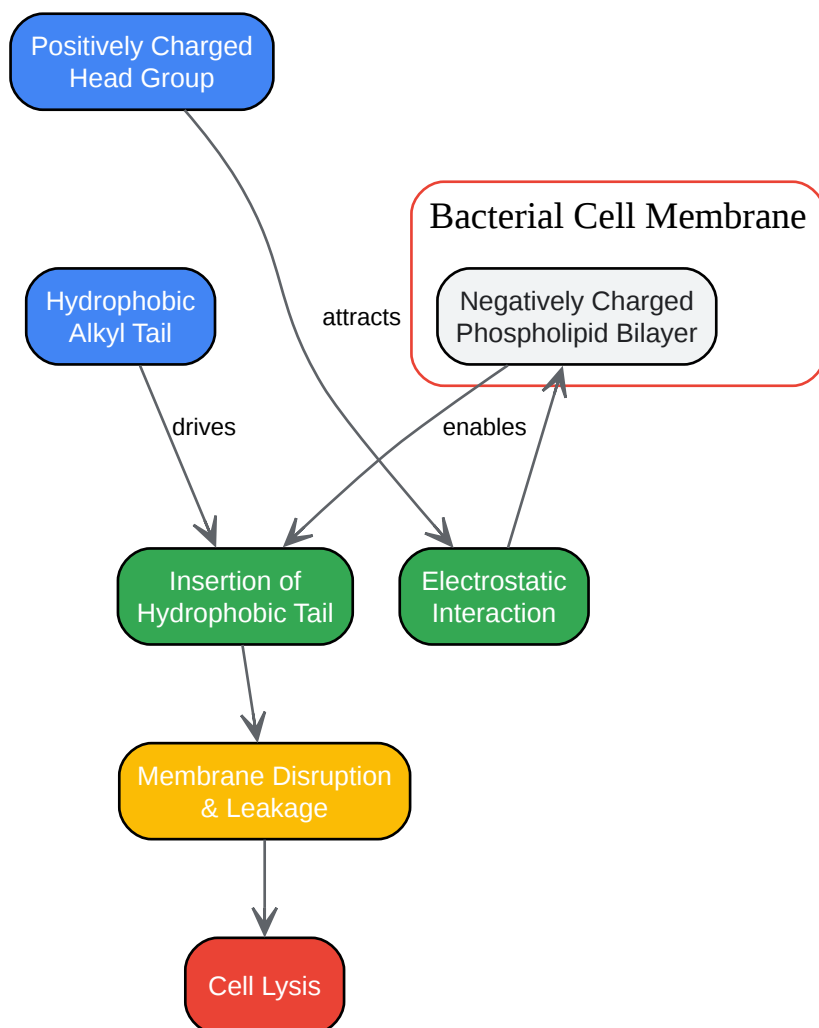 Positively Charged
Head Group
Bacterial Cell Membrane
Hydrophobic
Alkyl Tail
attracts
Negatively Charged
Phospholipid Bilayer
drives
enables
Insertion of
Hydrophobic Tail
Electrostatic
Interaction
Membrane Disruption
& Leakage
Cell Lysis